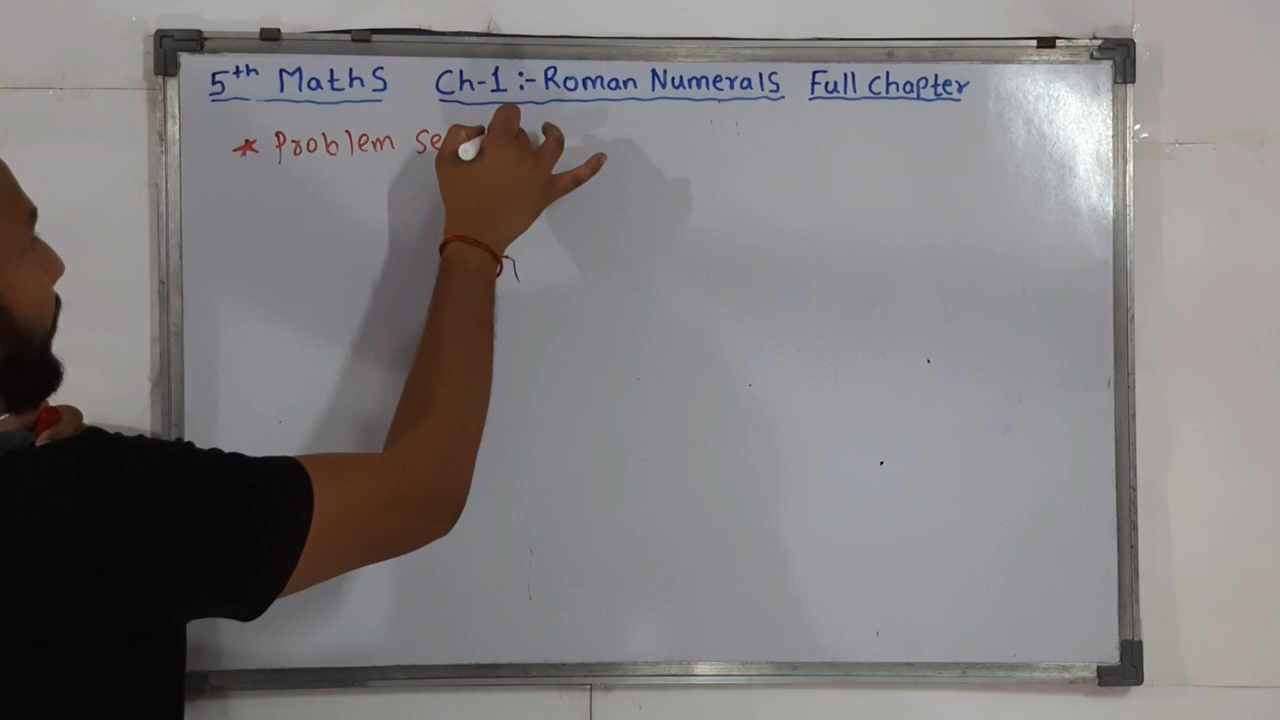 5th Maths Ch-1 :- Roman Numerals Full Chapter
* Problem se